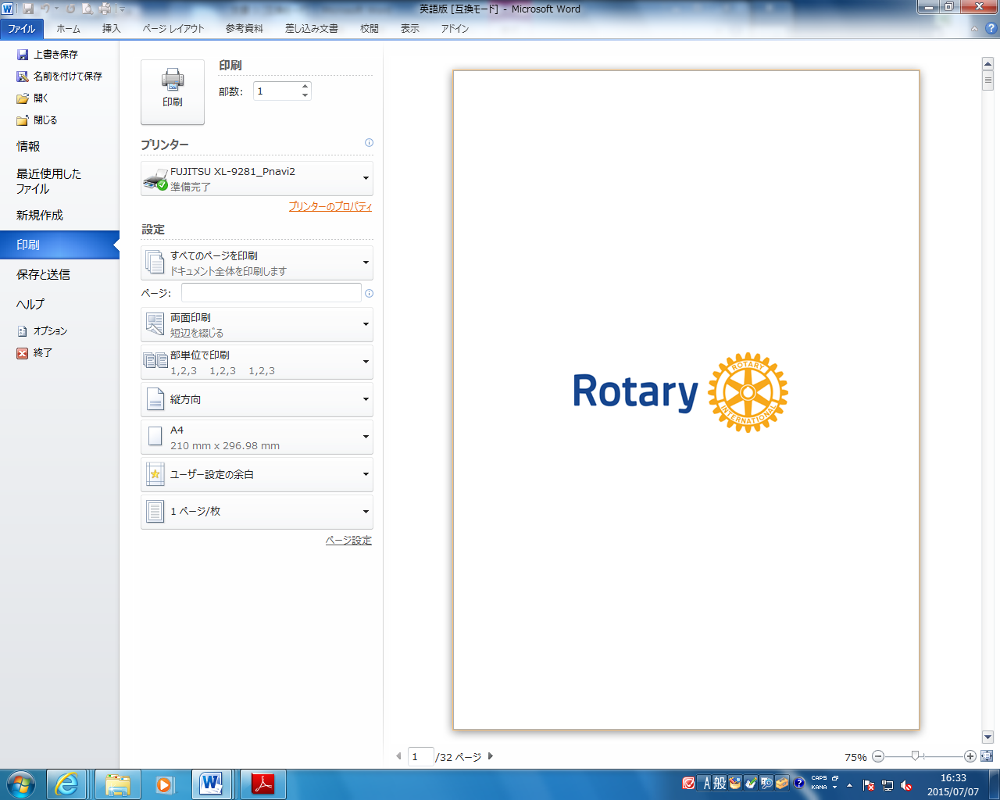 英語版 [互換モード] - Microsoft Word
ファイル
ホーム
挿入
ページ レイアウト
参考資料
差し込み文書
校閲
表示
アドイン
上書き保存
名前を付けて保存
開く
閉じる
情報
最近使用した
ファイル
新規作成
印刷
保存と送信
ヘルプ
オプション
終了
印刷
印刷
部数: 1
プリンター
FUJITSU XL-9281_Pnavi2
準備完了
プリンターのプロパティ
設定
すべてのページを印刷
ドキュメント全体を印刷します
ページ:
両面印刷
短辺を綴じる
部単位で印刷
1,2,3 1,2,3 1,2,3
縦方向
A4
210 mm x 296.98 mm
ユーザー設定の余白
1 ページ/枚
ページ設定
Rotary
ROTARY
INTERNATIONAL
1 /32 ページ
75%
A 般
CAPS
KANA
16:33
2015/07/07